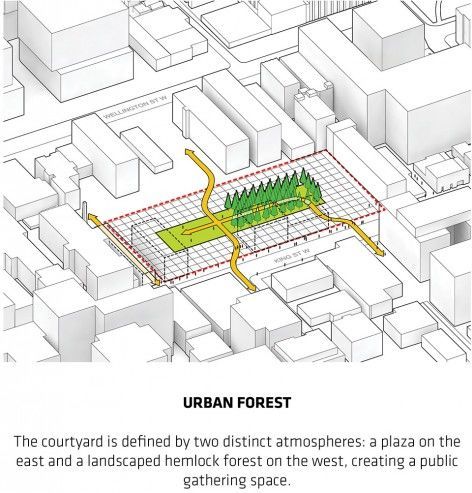 WELLINGTON ST W
KING ST W
URBAN FOREST
The courtyard is defined by two distinct atmospheres: a plaza on the
east and a landscaped hemlock forest on the west, creating a public
gathering space.